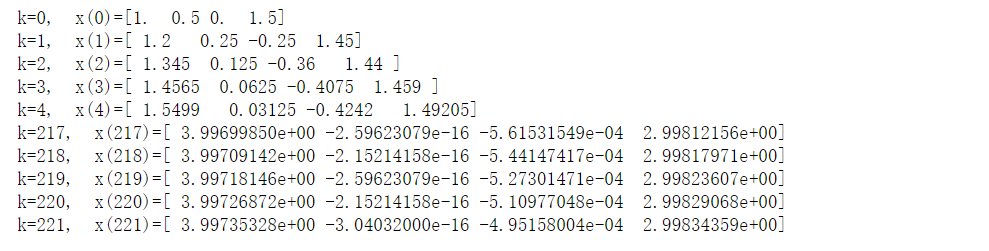 k=0,  x(0)=[1.  0.5 0.  1.5]
k=1,  x(1)=[ 1.2   0.25 -0.25  1.45]
k=2,  x(2)=[ 1.345  0.125 -0.36   1.44 ]
k=3,  x(3)=[ 1.4565  0.0625 -0.4075  1.459 ]
k=4,  x(4)=[ 1.5499   0.03125 -0.4242   1.49205]
k=217,  x(217)=[ 3.99699850e+00 -2.59623079e-16 -5.61531549e-04  2.99812156e+00]
k=218,  x(218)=[ 3.99709142e+00 -2.15214158e-16 -5.44147417e-04  2.99817971e+00]
k=219,  x(219)=[ 3.99718146e+00 -2.59623079e-16 -5.27301471e-04  2.99823607e+00]
k=220,  x(220)=[ 3.99726872e+00 -2.15214158e-16 -5.10977048e-04  2.99829068e+00]
k=221,  x(221)=[ 3.99735328e+00 -3.04032000e-16 -4.95158004e-04  2.99834359e+00]